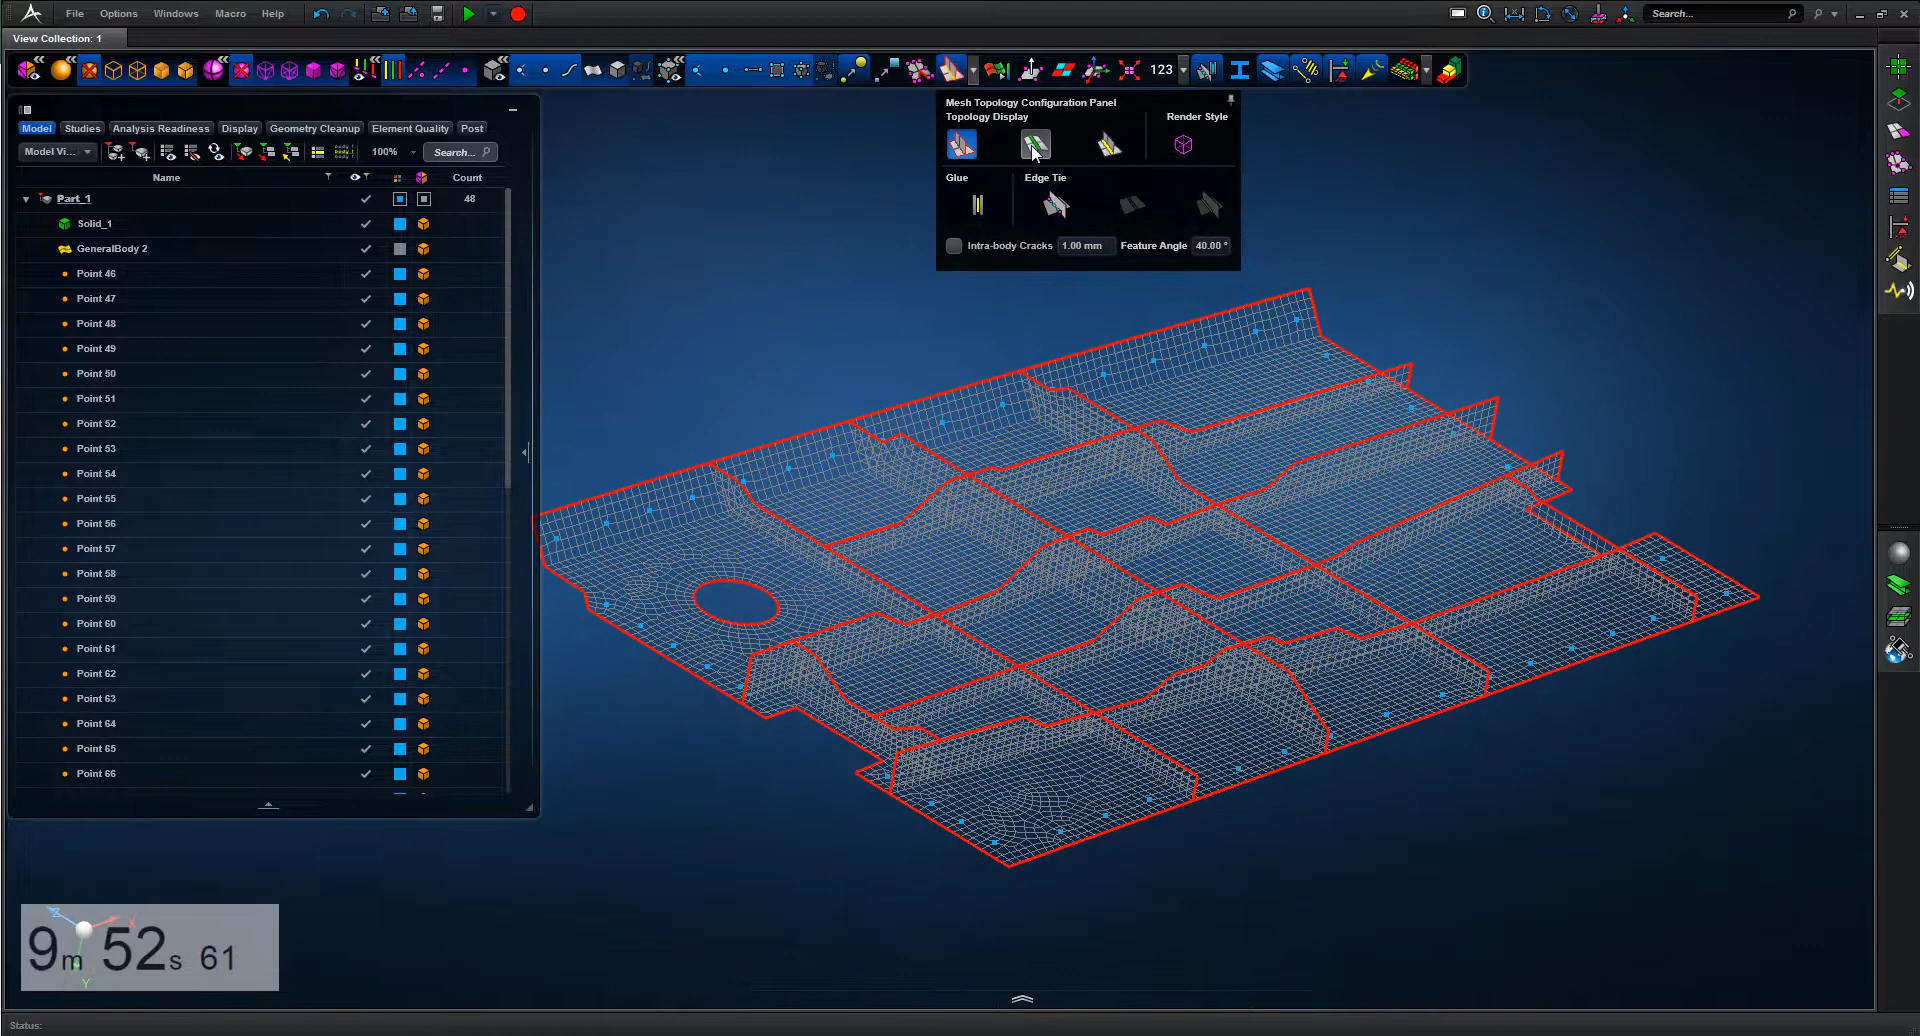 File Options Windows Macro Help Search...
View Collection: 1
123
Mesh Topology Configuration Panel
Topology Display Render Style
Glue Edge Tie
Intra-body Cracks 1.00 mm Feature Angle 40.00 °
Model Studies Analysis Readiness Display Geometry Cleanup Element Quality Post
Model Vi... 100% Search...
Name Count
Part_1 48
Solid_1
GeneralBody 2
Point 46
Point 47
Point 48
Point 49
Point 50
Point 51
Point 52
Point 53
Point 54
Point 55
Point 56
Point 57
Point 58
Point 59
Point 60
Point 61
Point 62
Point 63
Point 64
Point 65
Point 66
Z X
9m 52s 61
Y
Status: